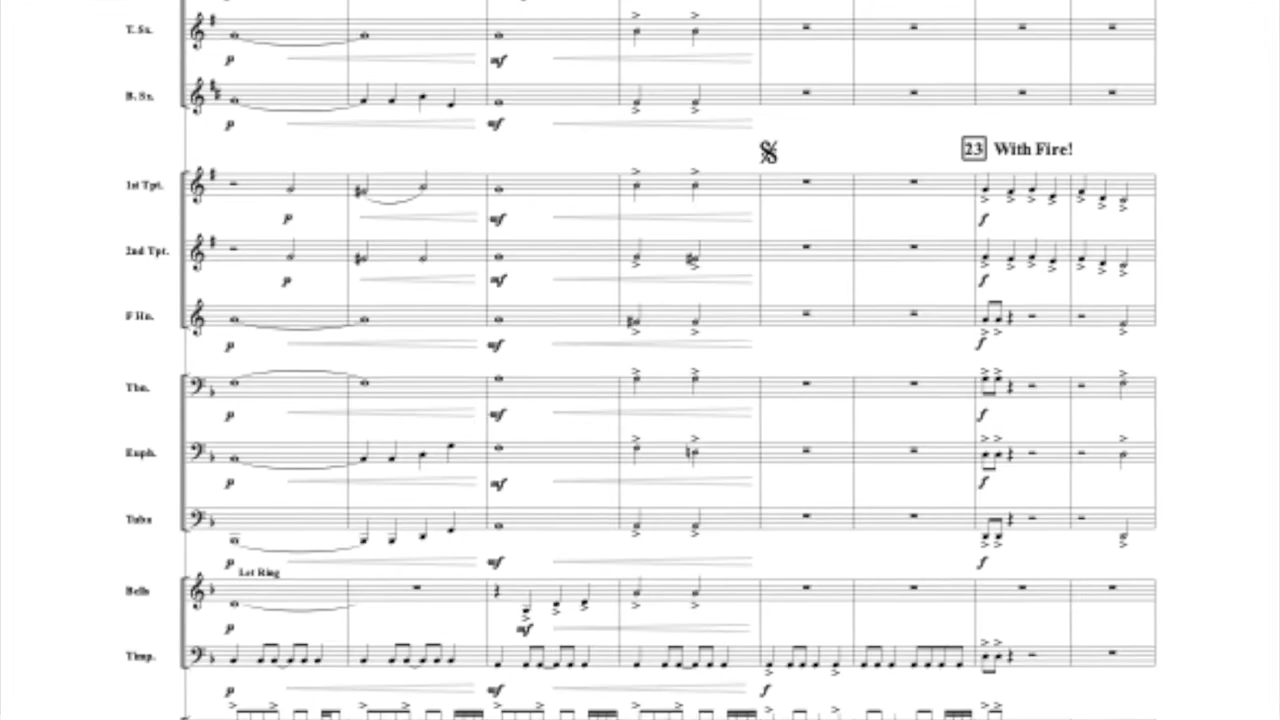 T. Sx.
p mf
B. Sx.
p mf
23 With Fire!
1st Tpt.
p mf f
2nd Tpt.
p mf f
F Hn.
p mf f
Tbn.
p mf f
Euph.
p mf f
Tuba
p mf f
Let Ring
Bells
p mf
Timp.
p mf f